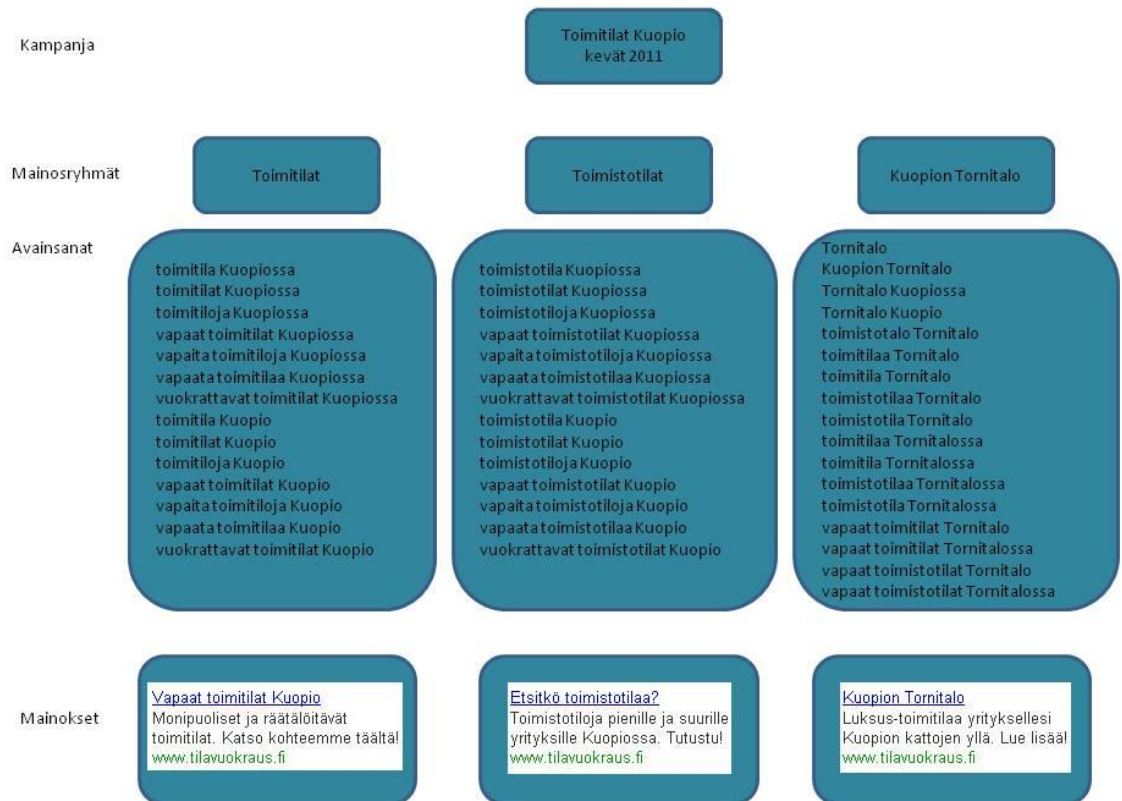 Kampanja
Toimitilat Kuopio
kevät 2011
Mainosryhmät
Toimitilat
Toimistotilat
Kuopion Tornitalo
Avainsanat
toimitila Kuopiossa
toimitilat Kuopiossa
toimitiloja Kuopiossa
vapaat toimitilat Kuopiossa
vapaita toimitiloja Kuopiossa
vapaata toimitilaa Kuopiossa
vuokrattavat toimitilat Kuopiossa
toimitila Kuopio
toimitilat Kuopio
toimitiloja Kuopio
vapaat toimitilat Kuopio
vapaita toimitiloja Kuopio
vapaata toimitilaa Kuopio
vuokrattavat toimitilat Kuopio
toimistotila Kuopiossa
toimistotilat Kuopiossa
toimistotiloja Kuopiossa
vapaat toimistotilat Kuopiossa
vapaita toimistotiloja Kuopiossa
vapaata toimistotilaa Kuopiossa
vuokrattavat toimistotilat Kuopiossa
toimistotila Kuopio
toimistotilat Kuopio
toimistotiloja Kuopio
vapaat toimistotilat Kuopio
vapaita toimistotiloja Kuopio
vapaata toimistotilaa Kuopio
vuokrattavat toimistotilat Kuopio
Tornitalo
Kuopion Tornitalo
Tornitalo Kuopiossa
Tornitalo Kuopio
toimistotalo Tornitalo
toimitilaa Tornitalo
toimitila Tornitalo
toimistotilaa Tornitalo
toimistotila Tornitalo
toimitilaa Tornitalossa
toimitila Tornitalossa
toimistotilaa Tornitalossa
toimistotila Tornitalossa
vapaat toimitilat Tornitalo
vapaat toimitilat Tornitalossa
vapaat toimistotilat Tornitalo
vapaat toimistotilat Tornitalossa
Mainokset
Vapaat toimitilat Kuopio
Monipuoliset ja räätälöitävät
toimitilat. Katso kohteemme täältä!
www.tilavuokraus.fi
Etsitkö toimistotilaa?
Toimistotiloja pienille ja suurille
yrityksille Kuopiossa. Tutustu!
www.tilavuokraus.fi
Kuopion Tornitalo
Luksus-toimitilaa yrityksellesi
Kuopion kattojen yllä. Lue lisää!
www.tilavuokraus.fi